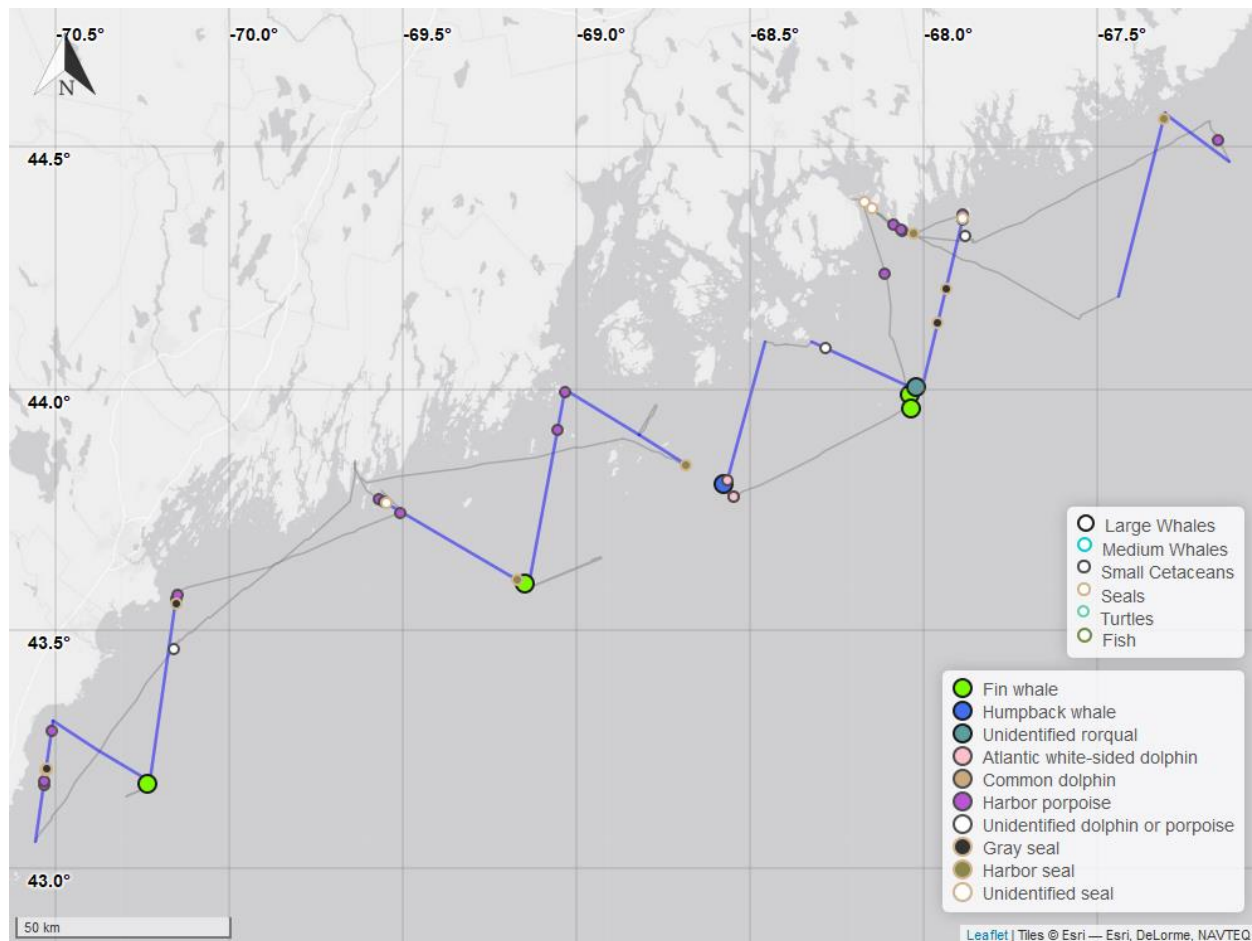 -70.5° -70.0° -69.5° -69.0° -68.5° -68.0° -67.5°
N
44.5°
44.0°
43.5°
43.0°
Large Whales
Medium Whales
Small Cetaceans
Seals
Turtles
Fish
Fin whale
Humpback whale
Unidentified rorqual
Atlantic white-sided dolphin
Common dolphin
Harbor porpoise
Unidentified dolphin or porpoise
Gray seal
Harbor seal
Unidentified seal
50 km
Leaflet | Tiles © Esri — Esri, DeLorme, NAVTEQ